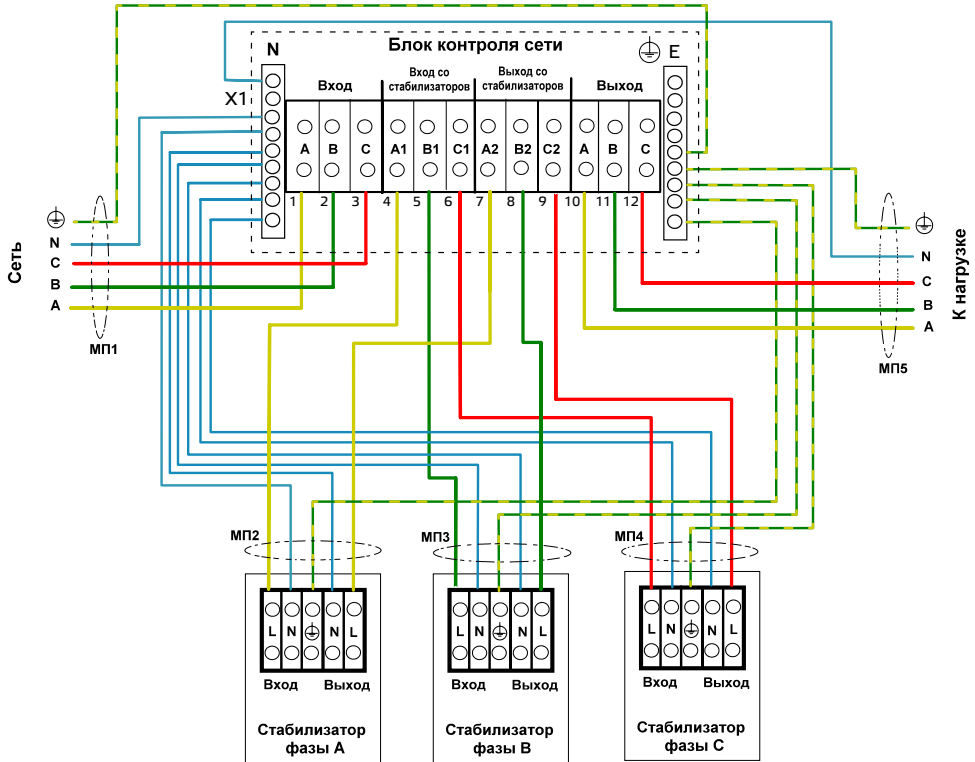 N
Блок контроля сети
E
X1
Вход
Вход со
стабилизаторов
Выход со
стабилизаторов
Выход
A B C A1 B1 C1 A2 B2 C2 A B C
1 2 3 4 5 6 7 8 9 10 11 12
Сеть
N
C
B
A
МП1
К нагрузке
N
C
B
A
МП5
МП2
МП3
МП4
L N N L
Вход Выход
Стабилизатор
фазы А
L N N L
Вход Выход
Стабилизатор
фазы В
L N N L
Вход Выход
Стабилизатор
фазы С